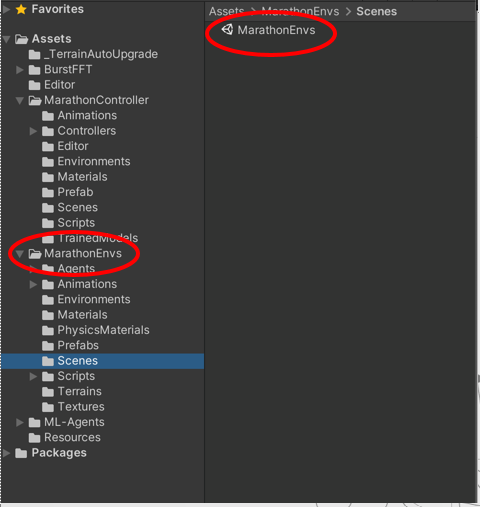 Favorites
Assets
_TerrainAutoUpgrade
BurstFFT
Editor
MarathonController
Animations
Controllers
Editor
Environments
Materials
Prefab
Scenes
Scripts
TrainedModels
MarathonEnvs
Agents
Animations
Environments
Materials
PhysicsMaterials
Prefabs
Scenes
Scripts
Terrains
Textures
ML-Agents
Resources
Packages
Assets > MarathonEnvs > Scenes
MarathonEnvs